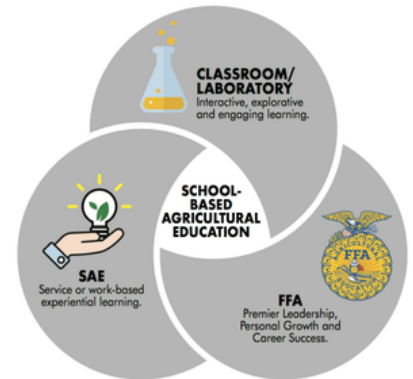 CLASSROOM/
LABORATORY
Interactive, explorative
and engaging learning.
SCHOOL-
BASED
AGRICULTURAL
EDUCATION
SAE
Service or work-based
experiential learning.
FFA
FFA
Premier Leadership,
Personal Growth and
Career Success.